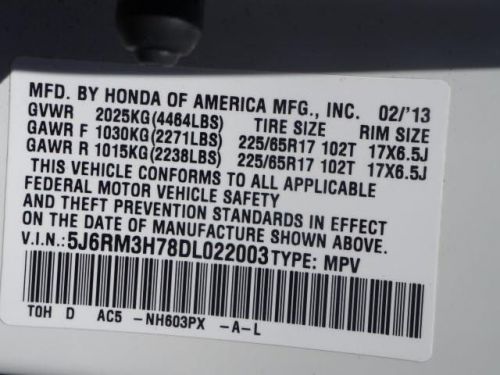 MFD. BY HONDA OF AMERICA MFG., INC. 02/'13
GVWR 2025KG(4464LBS) TIRE SIZE RIM SIZE
GAWR F 1030KG(2271LBS) 225/65R17 102T 17X6.5J
GAWR R 1015KG(2238LBS) 225/65R17 102T 17X6.5J
THIS VEHICLE CONFORMS TO ALL APPLICABLE
FEDERAL MOTOR VEHICLE SAFETY
AND THEFT PREVENTION STANDARDS IN EFFECT
ON THE DATE OF MANUFACTURE SHOWN ABOVE.
V.I.N.: 5J6RM3H78DL022003 TYPE: MPV
TOH D AC5 -NH603PX -A-L